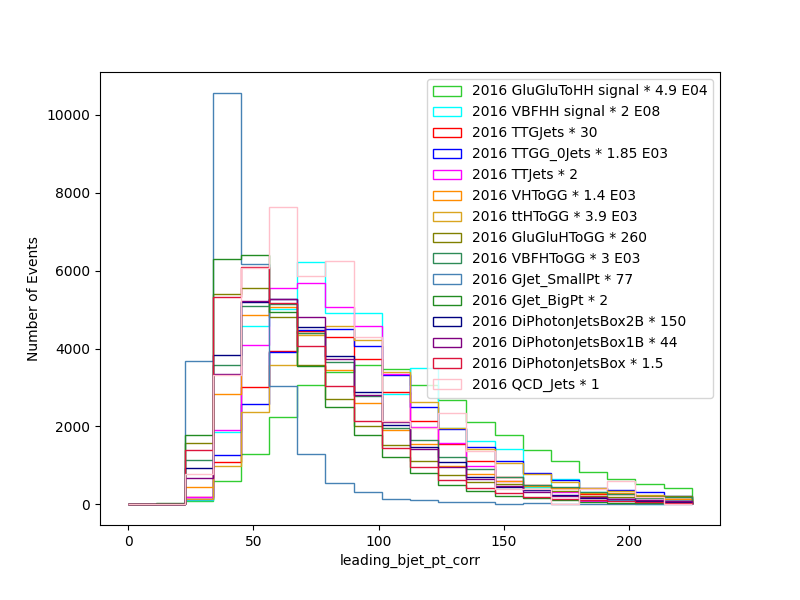 10000
8000
6000
4000
2000
0
Number of Events
0 50 100 150 200
leading_bjet_pt_corr
2016 GluGluToHH signal * 4.9 E04
2016 VBFHH signal * 2 E08
2016 TTGJets * 30
2016 TTGG_0Jets * 1.85 E03
2016 TTJets * 2
2016 VHToGG * 1.4 E03
2016 ttHToGG * 3.9 E03
2016 GluGluHToGG * 260
2016 VBFHToGG * 3 E03
2016 GJet_SmallPt * 77
2016 GJet_BigPt * 2
2016 DiPhotonJetsBox2B * 150
2016 DiPhotonJetsBox1B * 44
2016 DiPhotonJetsBox * 1.5
2016 QCD_Jets * 1